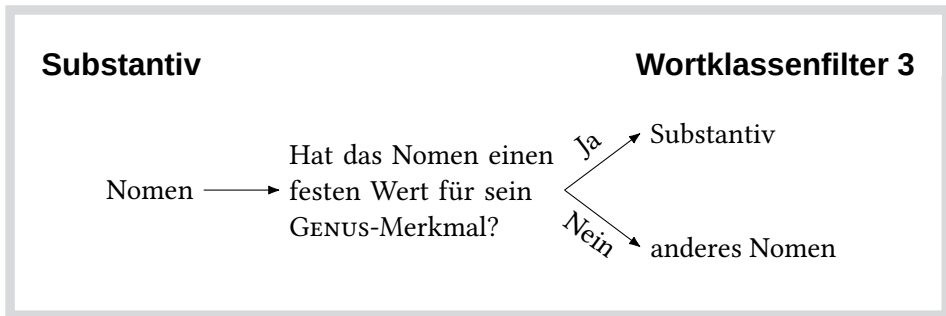 Substantiv
Wortklassenfilter 3
Nomen
Hat das Nomen einen
festen Wert für sein
GENUS-Merkmal?
Ja
Substantiv
Nein
anderes Nomen